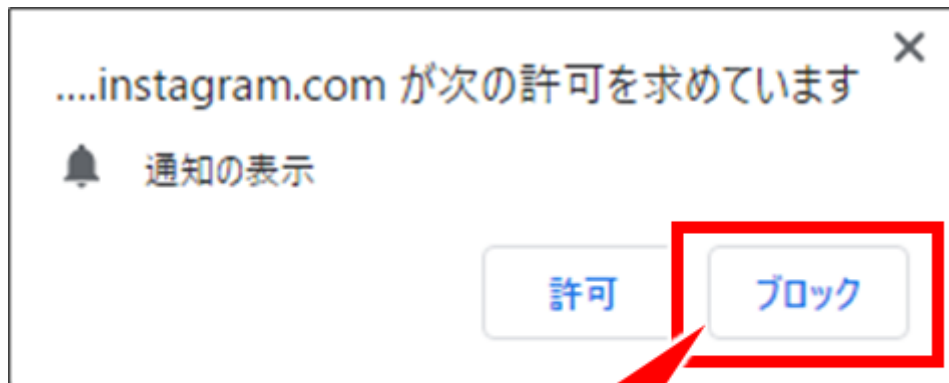 ....instagram.com が次の許可を求めています
通知の表示
許可 ブロック